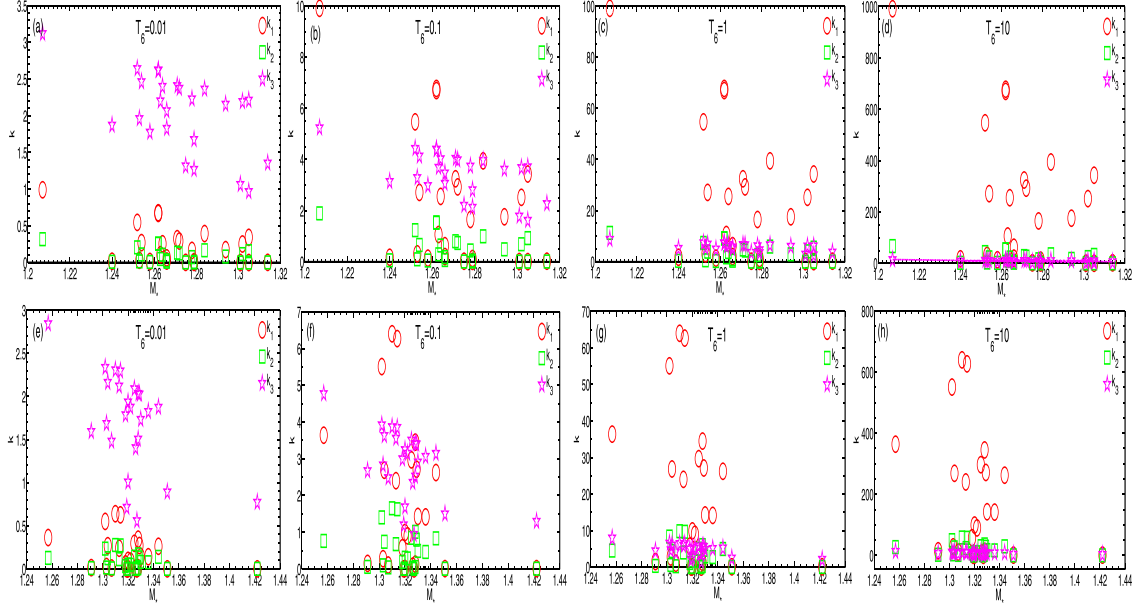 (a)
T6=0.01
k1
k2
k3
3.5
3
2.5
2
1.5
1
0.5
0
k
1.2 1.22 1.24 1.26 1.28 1.3 1.32
M*
(b)
T6=0.1
k1
k2
k3
10
8
6
4
2
0
k
1.2 1.22 1.24 1.26 1.28 1.3 1.32
M*
(c)
T6=1
k1
k2
k3
100
80
60
40
20
0
k
1.2 1.22 1.24 1.26 1.28 1.3 1.32
M*
(d)
T6=10
k1
k2
k3
1000
800
600
400
200
0
k
1.2 1.22 1.24 1.26 1.28 1.3 1.32
M*
(e)
T6=0.01
k1
k2
k3
3
2.5
2
1.5
1
0.5
0
k
1.24 1.26 1.28 1.3 1.32 1.34 1.36 1.38 1.4 1.42 1.44
M*
(f)
T6=0.1
k1
k2
k3
7
6
5
4
3
2
1
0
k
1.24 1.26 1.28 1.3 1.32 1.34 1.36 1.38 1.4 1.42 1.44
M*
(g)
T6=1
k1
k2
k3
70
60
50
40
30
20
10
0
k
1.24 1.26 1.28 1.3 1.32 1.34 1.36 1.38 1.4 1.42 1.44
M*
(h)
T6=10
k1
k2
k3
800
600
400
200
0
k
1.24 1.26 1.28 1.3 1.32 1.34 1.36 1.38 1.4 1.42 1.44
M*